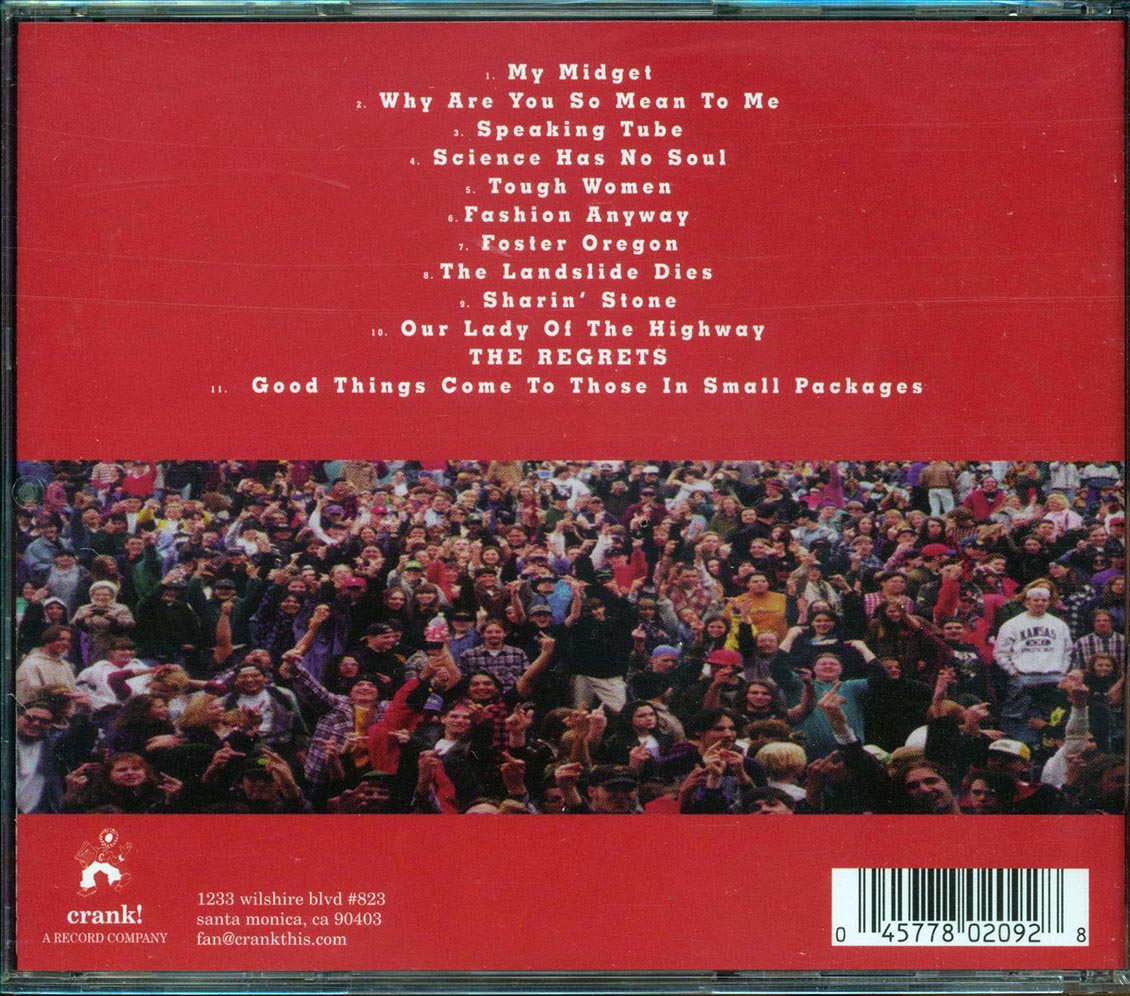 1. My Midget
2. Why Are You So Mean To Me
3. Speaking Tube
4. Science Has No Soul
5. Tough Women
6. Fashion Anyway
7. Foster Oregon
8. The Landslide Dies
9. Sharin' Stone
10. Our Lady Of The Highway
THE REGRETS
11. Good Things Come To Those In Small Packages
KANSAS
crank!
A RECORD COMPANY
1233 wilshire blvd #823
santa monica, ca 90403
fan@crankthis.com
0 45778 02092 8